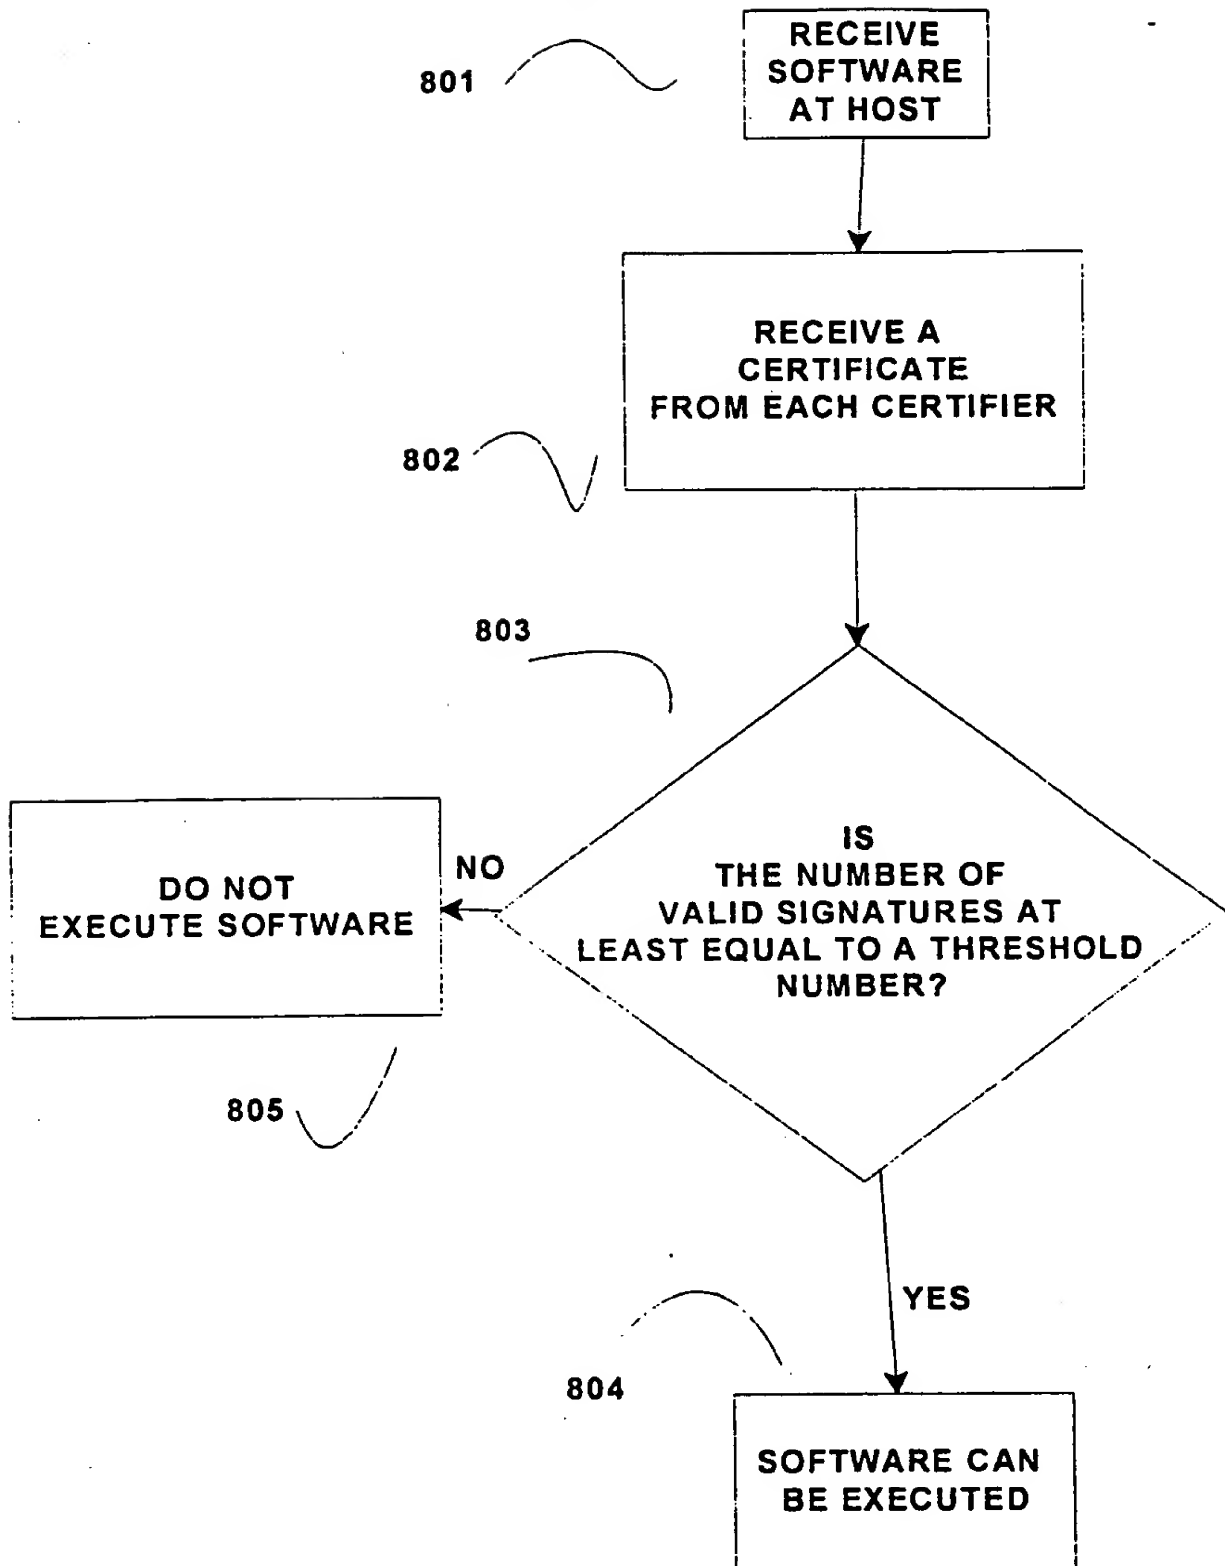 RECEIVE
SOFTWARE
AT HOST
801
RECEIVE A
CERTIFICATE
FROM EACH CERTIFIER
802
803
IS
THE NUMBER OF
VALID SIGNATURES AT
LEAST EQUAL TO A THRESHOLD
NUMBER?
NO
DO NOT
EXECUTE SOFTWARE
805
YES
804
SOFTWARE CAN
BE EXECUTED